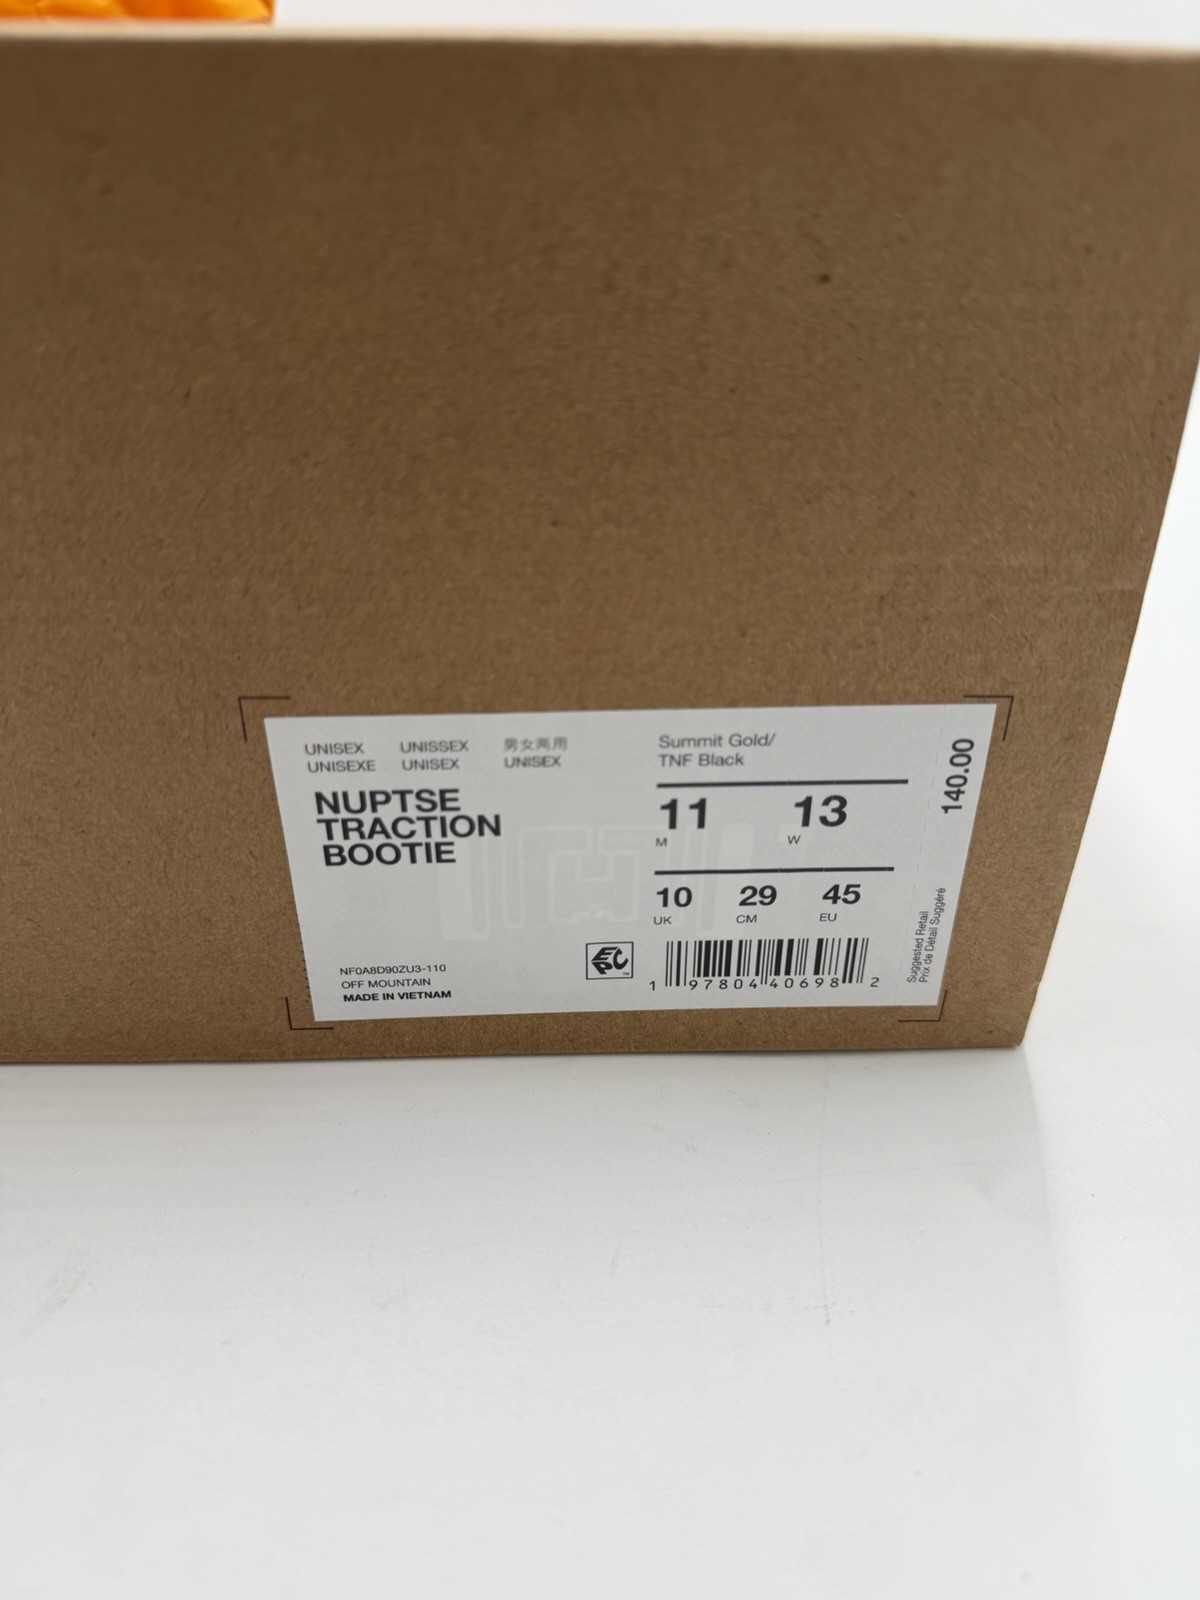 UNISEX UNISSEX 男女两用
UNISEXE UNISEX UNISEX
NUPTSE
TRACTION
BOOTIE
NF0A8D90ZU3-110
OFF MOUNTAIN
MADE IN VIETNAM
Summit Gold/
TNF Black
11 13
M W
10 29 45
UK CM EU
EPC
1 97804 40698 2
140.00
Suggested Retail
Prix de Détail Suggéré